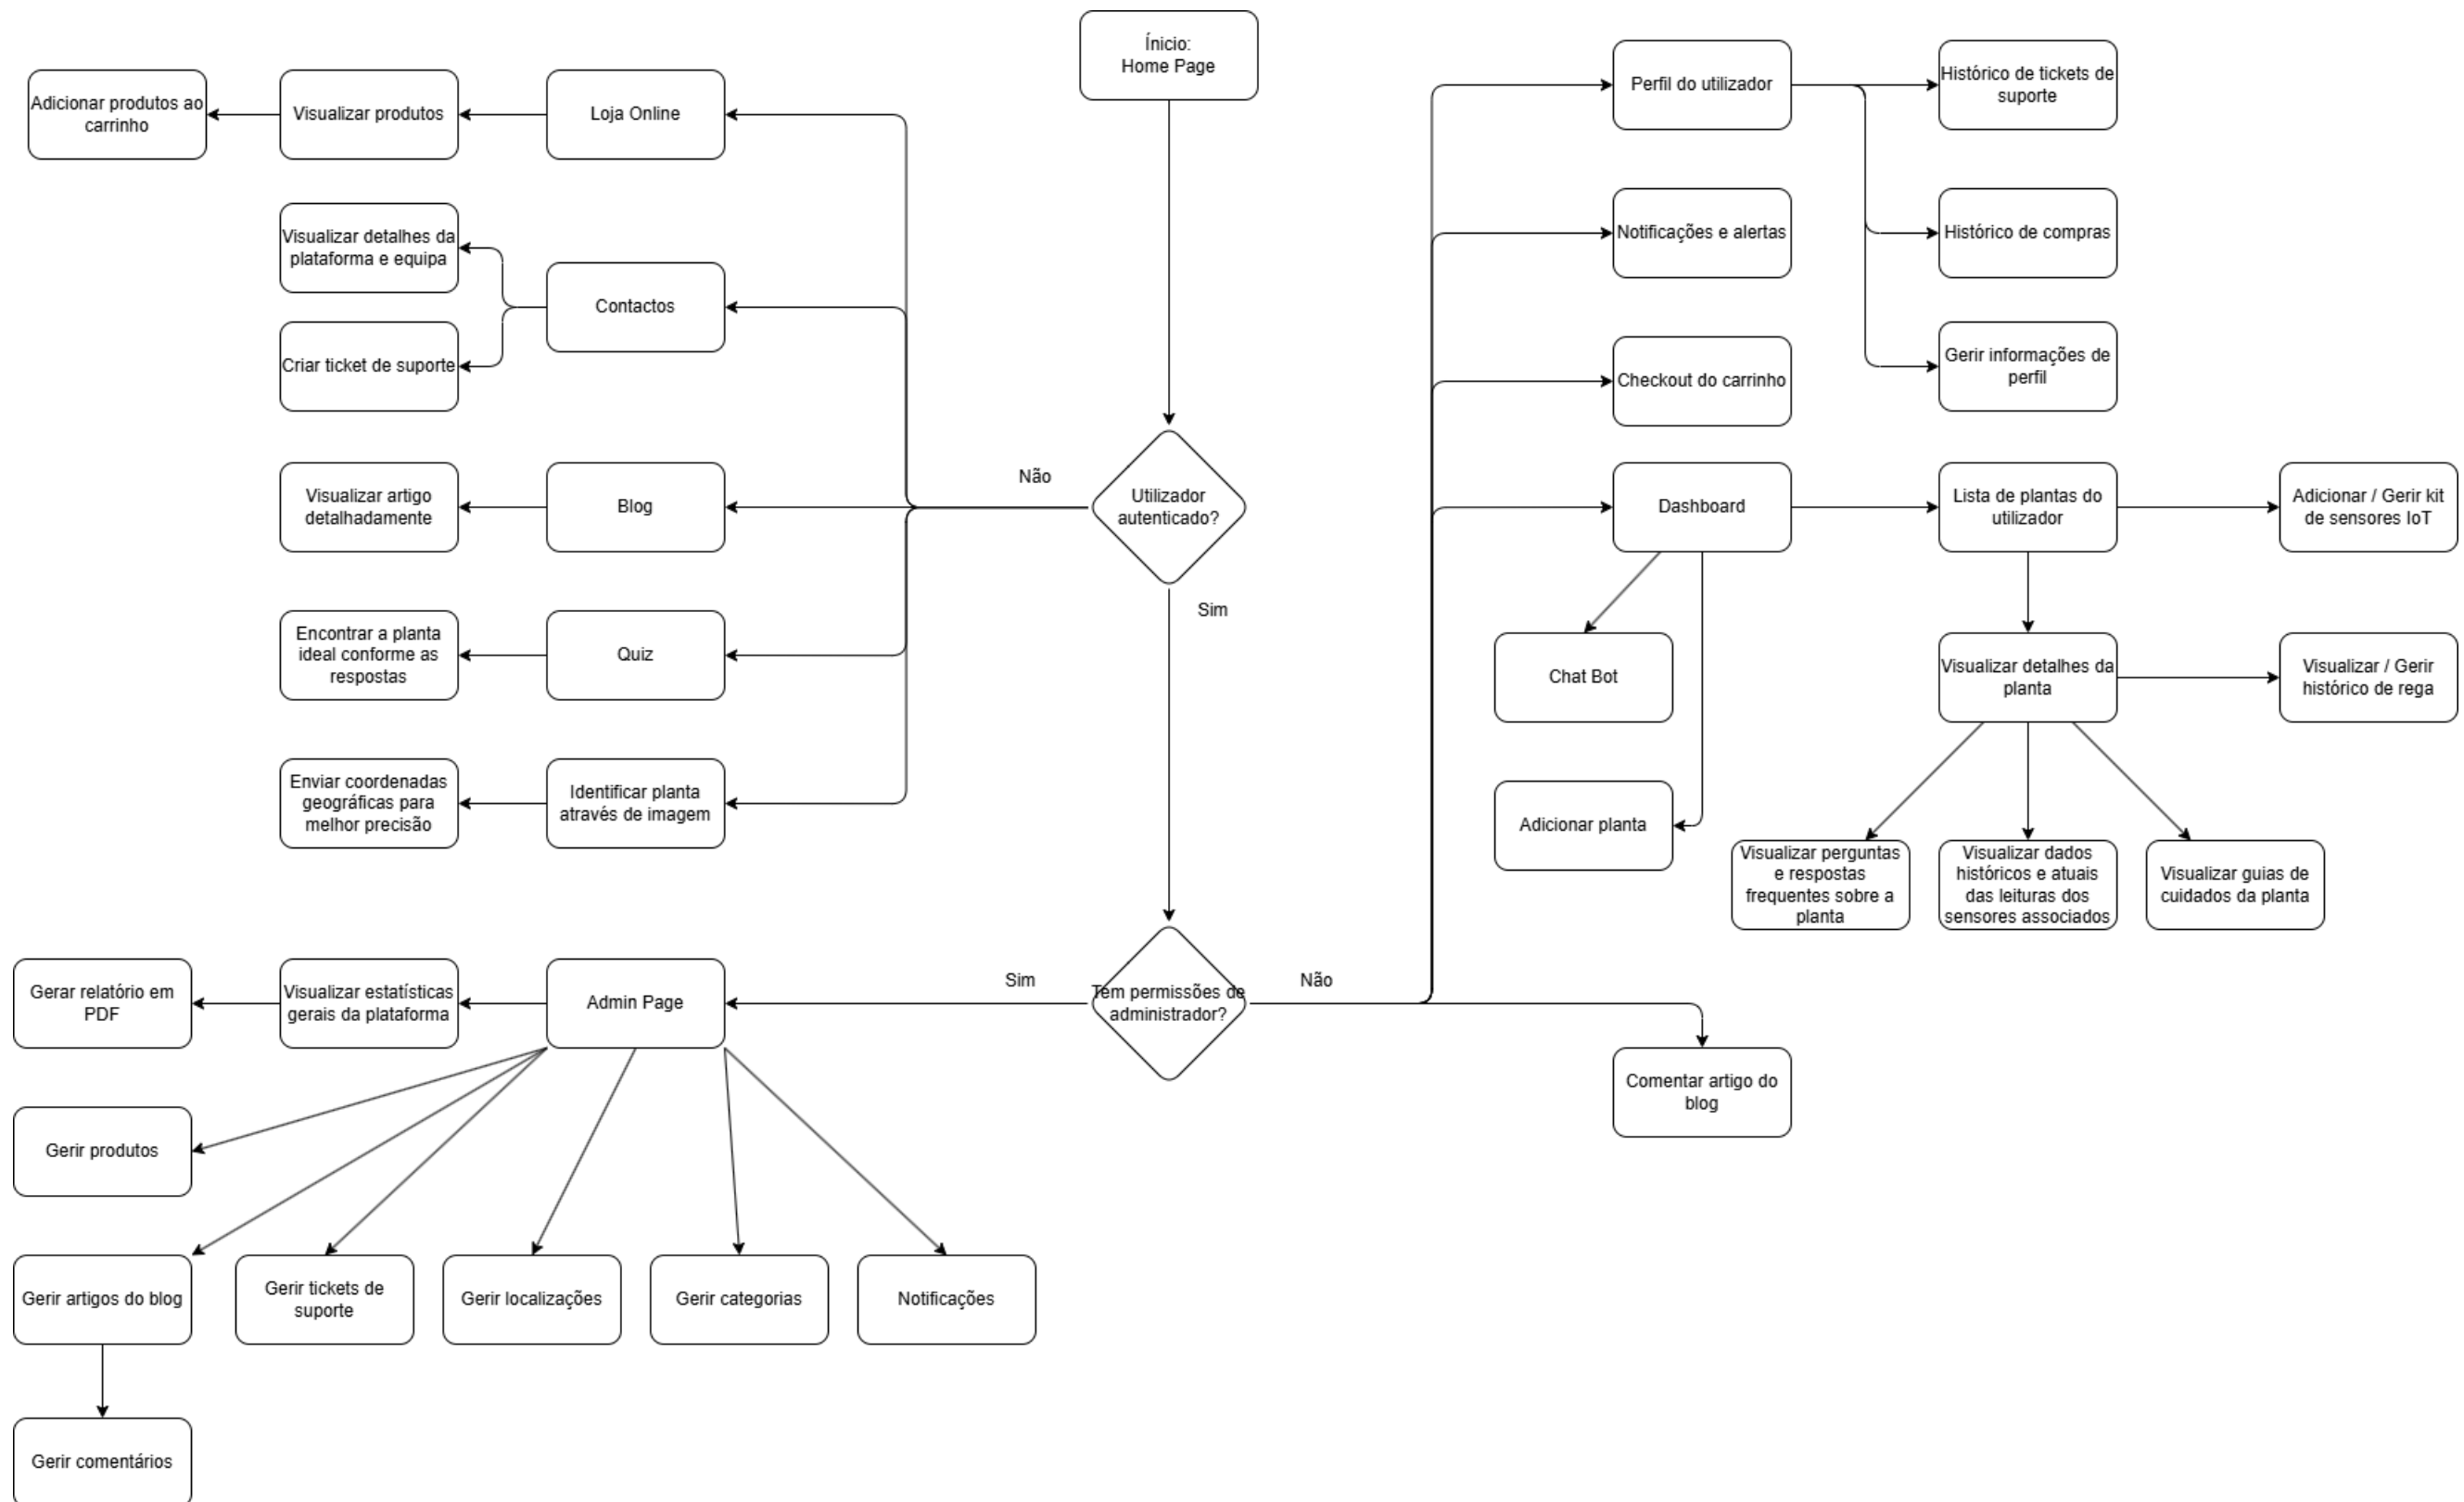 Ínicio:
Home Page
Adicionar produtos ao
carrinho
Visualizar produtos
Loja Online
Visualizar detalhes da
plataforma e equipa
Contactos
Criar ticket de suporte
Visualizar artigo
detalhadamente
Blog
Não
Utilizador
autenticado?
Sim
Encontrar a planta
ideal conforme as
respostas
Quiz
Enviar coordenadas
geográficas para
melhor precisão
Identificar planta
através de imagem
Perfil do utilizador
Histórico de tickets de
suporte
Notificações e alertas
Histórico de compras
Checkout do carrinho
Gerir informações de
perfil
Dashboard
Lista de plantas do
utilizador
Adicionar / Gerir kit
de sensores IoT
Chat Bot
Visualizar detalhes da
planta
Visualizar / Gerir
histórico de rega
Adicionar planta
Visualizar perguntas
e respostas
frequentes sobre a
planta
Visualizar dados
históricos e atuais
das leituras dos
sensores associados
Visualizar guias de
cuidados da planta
Gerar relatório em
PDF
Visualizar estatísticas
gerais da plataforma
Admin Page
Sim
Tem permissões de
administrador?
Não
Comentar artigo do
blog
Gerir produtos
Gerir artigos do blog
Gerir tickets de
suporte
Gerir localizações
Gerir categorias
Notificações
Gerir comentários